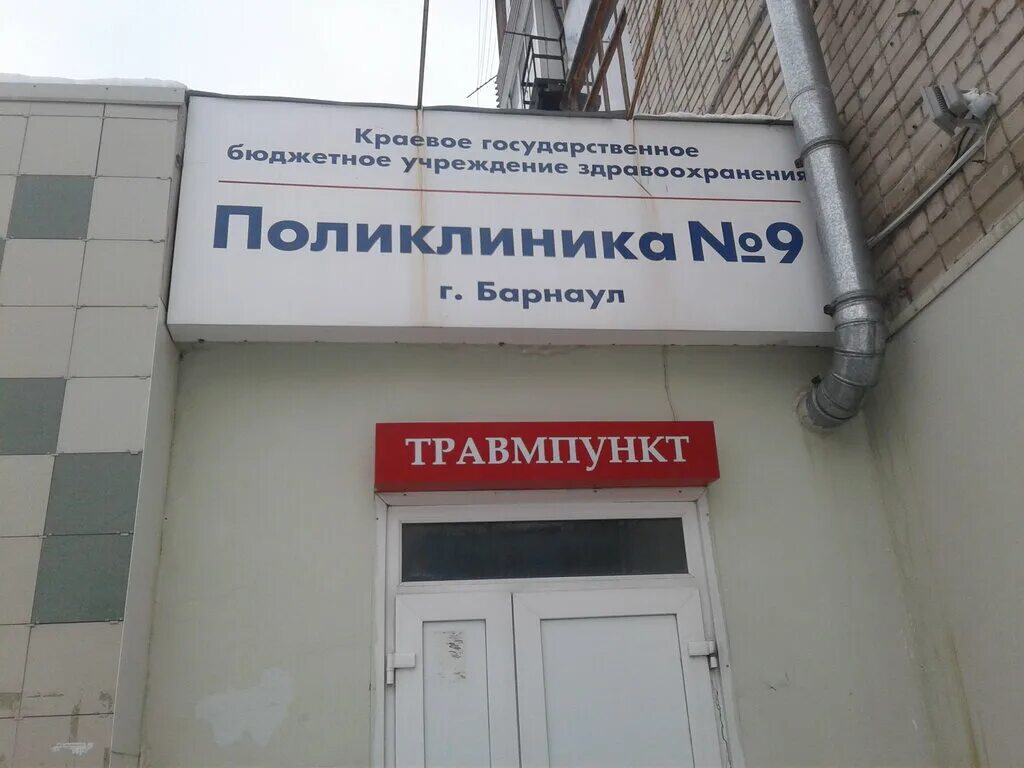 Краевое государственное
бюджетное учреждение здравоохранения
Поликлиника №9
г. Барнаул
ТРАВМПУНКТ